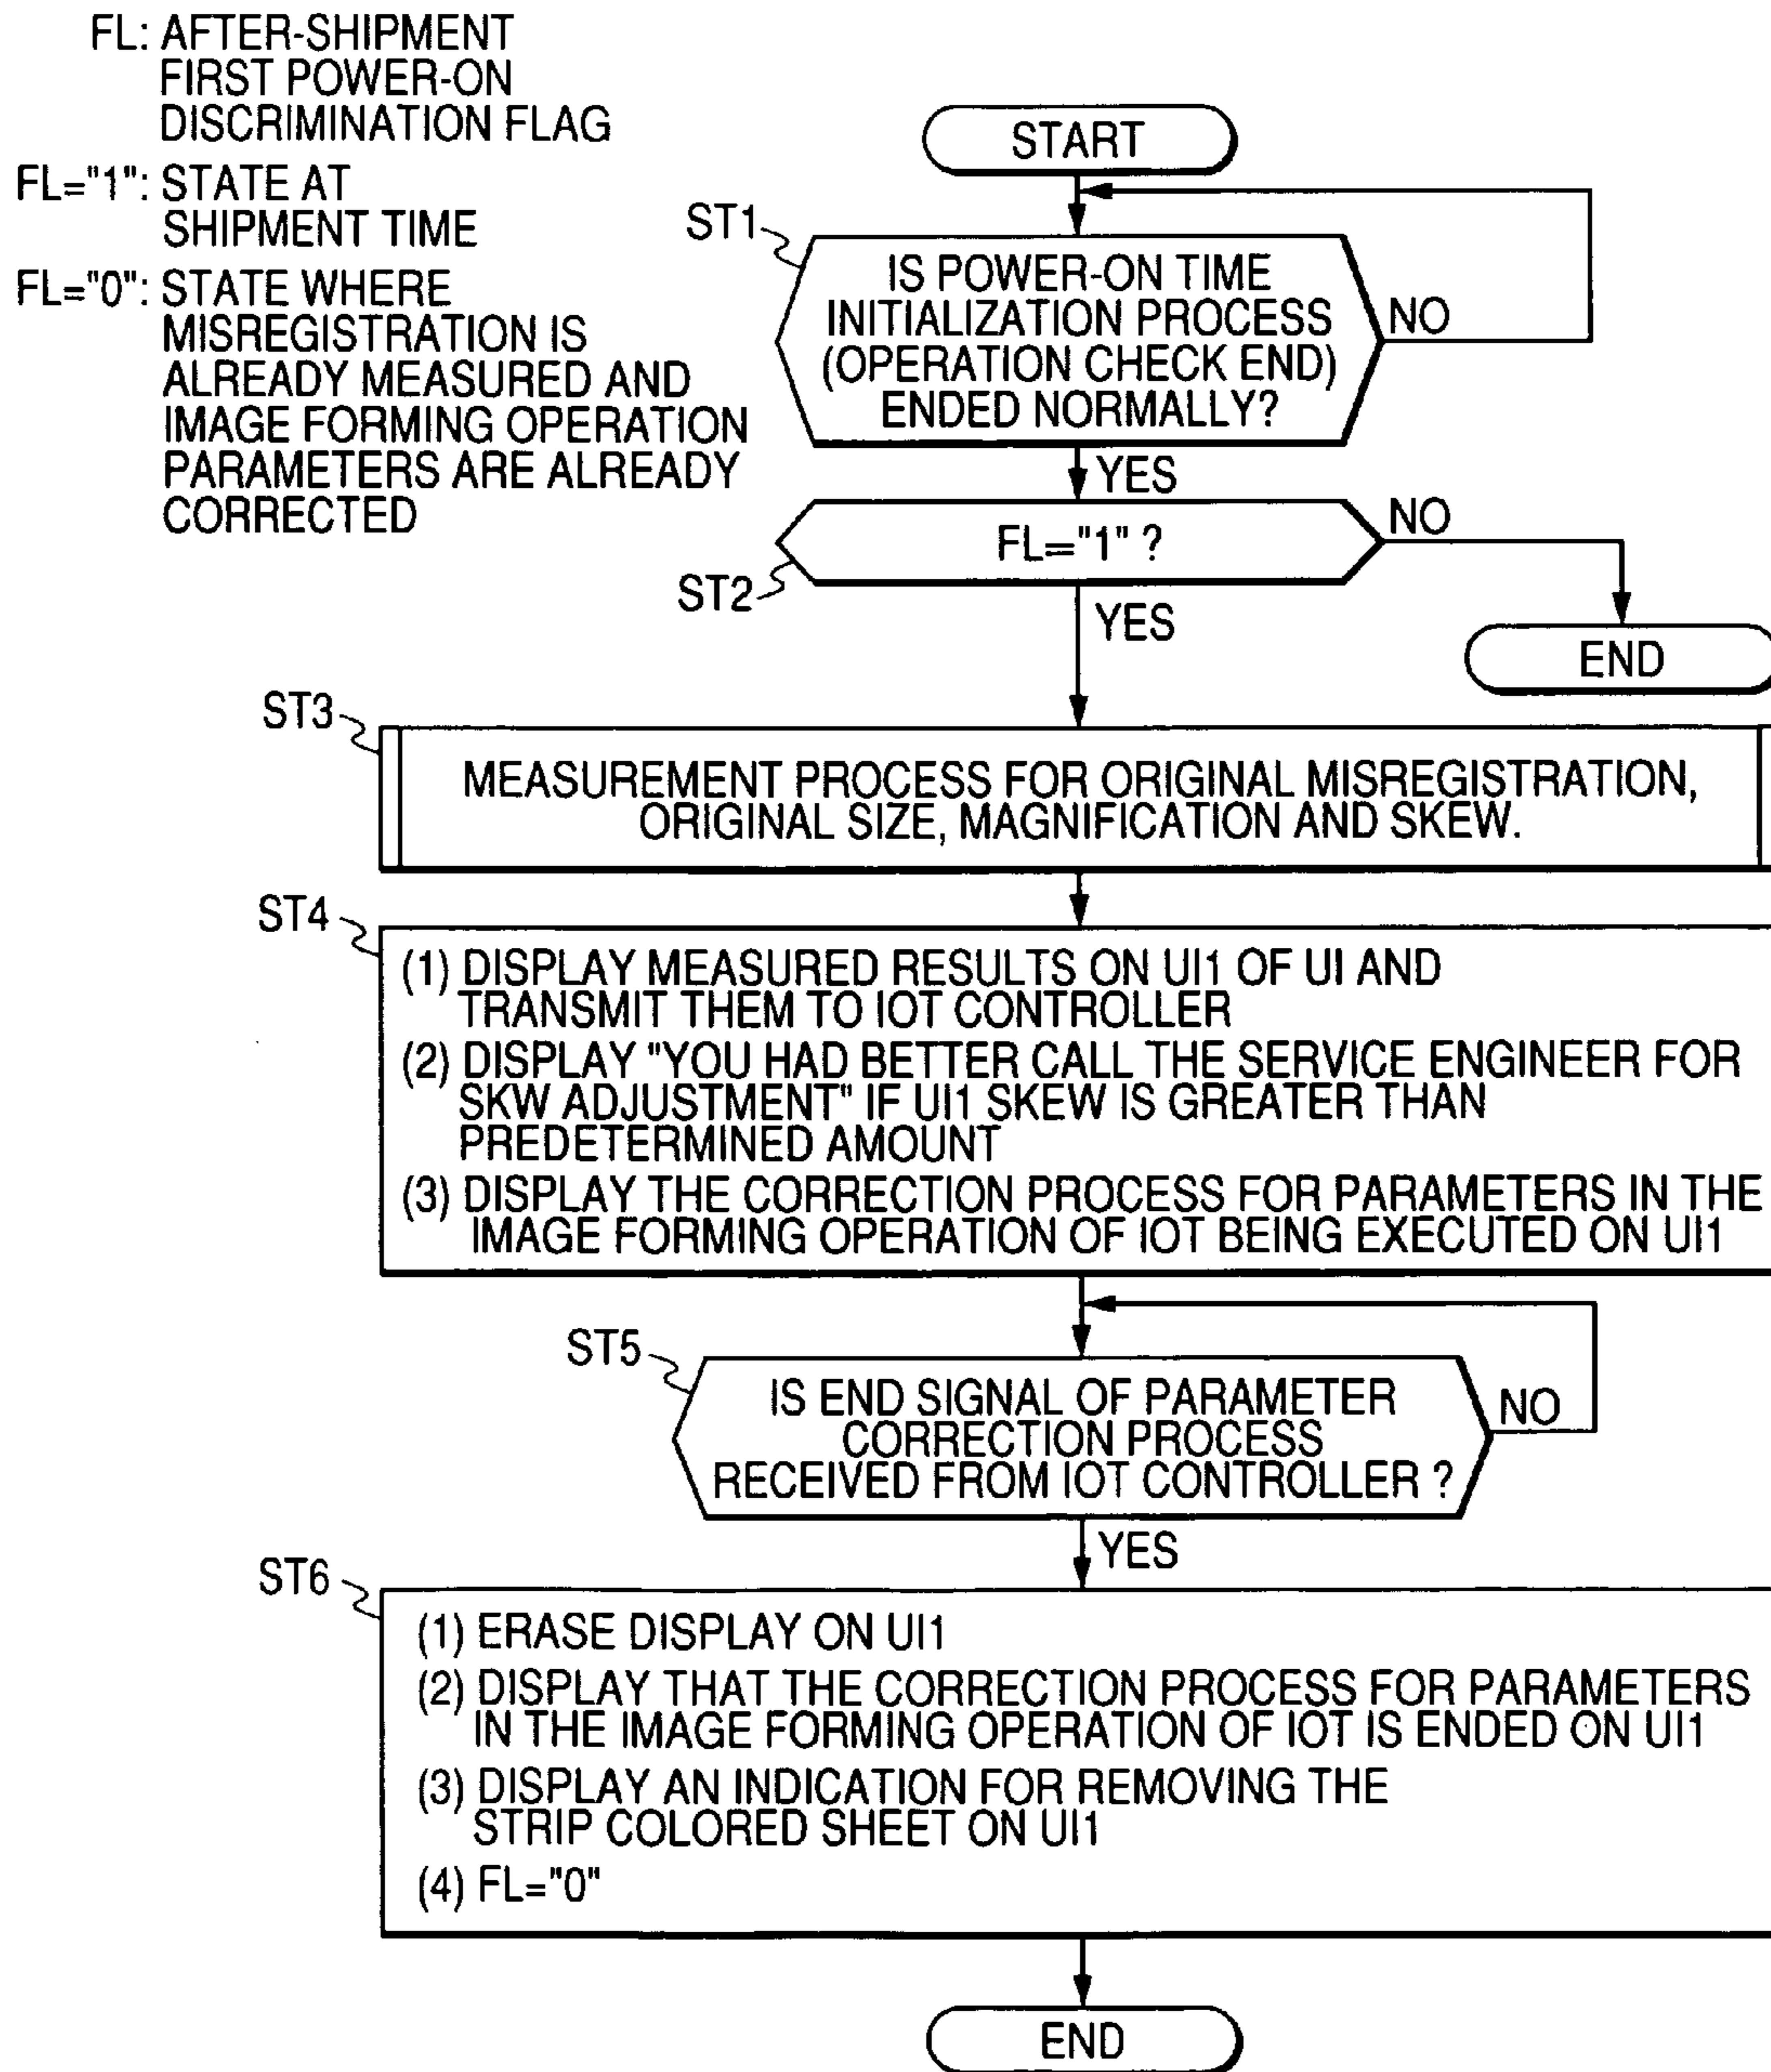 FL: AFTER-SHIPMENT
FIRST POWER-ON
DISCRIMINATION FLAG
FL="1": STATE AT
SHIPMENT TIME
FL="0": STATE WHERE
MISREGISTRATION IS
ALREADY MEASURED AND
IMAGE FORMING OPERATION
PARAMETERS ARE ALREADY
CORRECTED
START
ST1
IS POWER-ON TIME
INITIALIZATION PROCESS
(OPERATION CHECK END)
ENDED NORMALLY?
NO
YES
FL="1" ?
NO
ST2
YES
END
ST3
MEASUREMENT PROCESS FOR ORIGINAL MISREGISTRATION,
ORIGINAL SIZE, MAGNIFICATION AND SKEW.
ST4
(1) DISPLAY MEASURED RESULTS ON UI1 OF UI AND
TRANSMIT THEM TO IOT CONTROLLER
(2) DISPLAY "YOU HAD BETTER CALL THE SERVICE ENGINEER FOR
SKW ADJUSTMENT" IF UI1 SKEW IS GREATER THAN
PREDETERMINED AMOUNT
(3) DISPLAY THE CORRECTION PROCESS FOR PARAMETERS IN THE
IMAGE FORMING OPERATION OF IOT BEING EXECUTED ON UI1
ST5
IS END SIGNAL OF PARAMETER
CORRECTION PROCESS
RECEIVED FROM IOT CONTROLLER ?
NO
YES
ST6
(1) ERASE DISPLAY ON UI1
(2) DISPLAY THAT THE CORRECTION PROCESS FOR PARAMETERS
IN THE IMAGE FORMING OPERATION OF IOT IS ENDED ON UI1
(3) DISPLAY AN INDICATION FOR REMOVING THE
STRIP COLORED SHEET ON UI1
(4) FL="0"
END